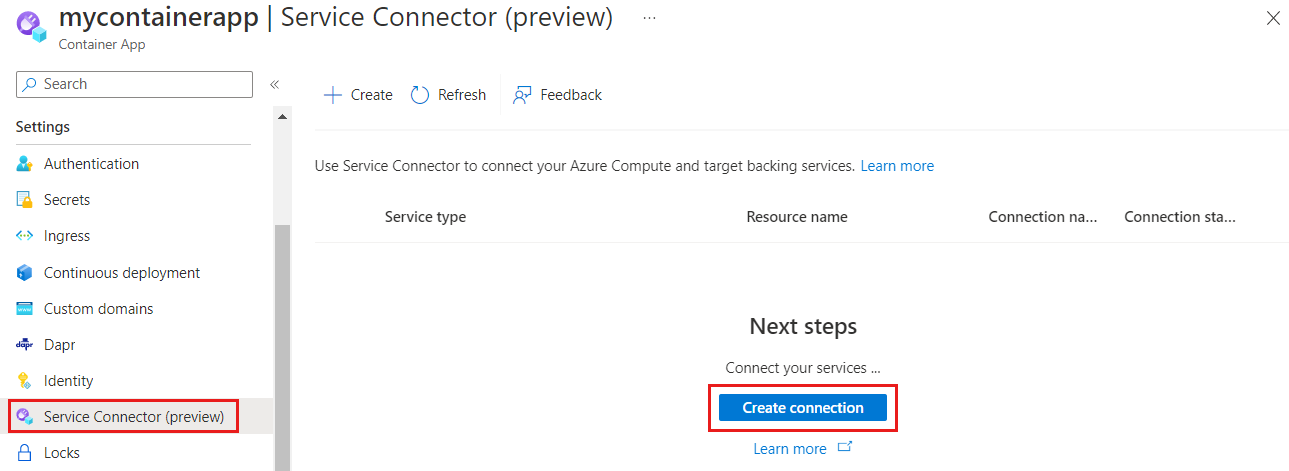 mycontainerapp | Service Connector (preview) ...
Container App
Search
«
Create Refresh Feedback
Settings
Authentication
Secrets
Ingress
Continuous deployment
Custom domains
Dapr
Identity
Service Connector (preview)
Locks
Use Service Connector to connect your Azure Compute and target backing services. Learn more
Service type Resource name Connection na... Connection sta...
Next steps
Connect your services ...
Create connection
Learn more